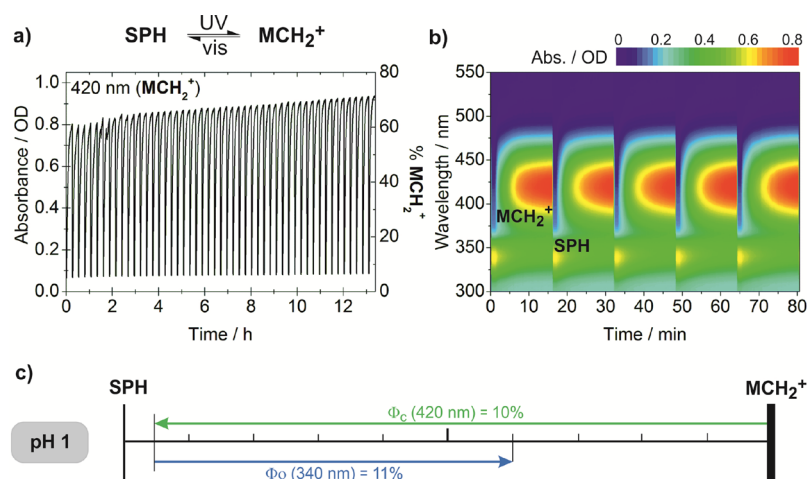 SPH UV vis MCH₂⁺
a)
420 nm (MCH₂⁺)
Absorbance / OD
1.0
0.8
0.6
0.4
0.2
0.0
80
60
40
20
0
% MCH₂⁺
0 2 4 6 8 10 12
Time / h
b)
Abs. / OD
0 0.2 0.4 0.6 0.8
Wavelength / nm
550
500
450
400
350
300
MCH₂⁺
SPH
0 10 20 30 40 50 60 70 80
Time / min
c)
SPH MCH₂⁺
pH 1
Φc (420 nm) = 10%
Φo (340 nm) = 11%